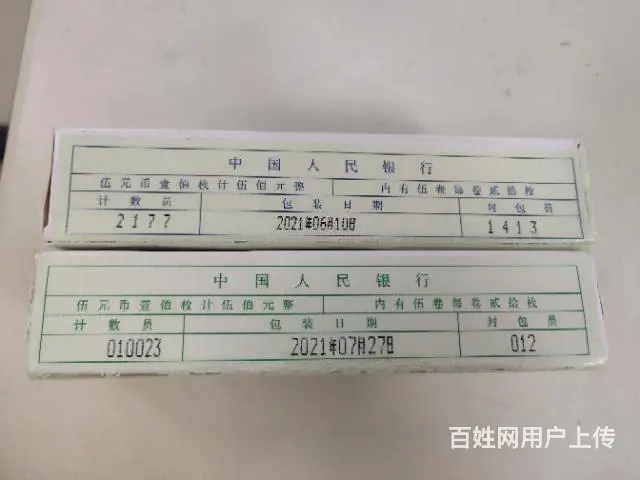 中国人民银行
伍元币壹佰枚计伍佰元整 内有伍卷每卷贰拾枚
计数员 包装日期 封包员
2177 2021年06月10日 1413
中国人民银行
伍元币壹佰枚计伍佰元整 内有伍卷每卷贰拾枚
计数员 包装日期 封包员
010023 2021年07月27日 012
百姓网用户上传